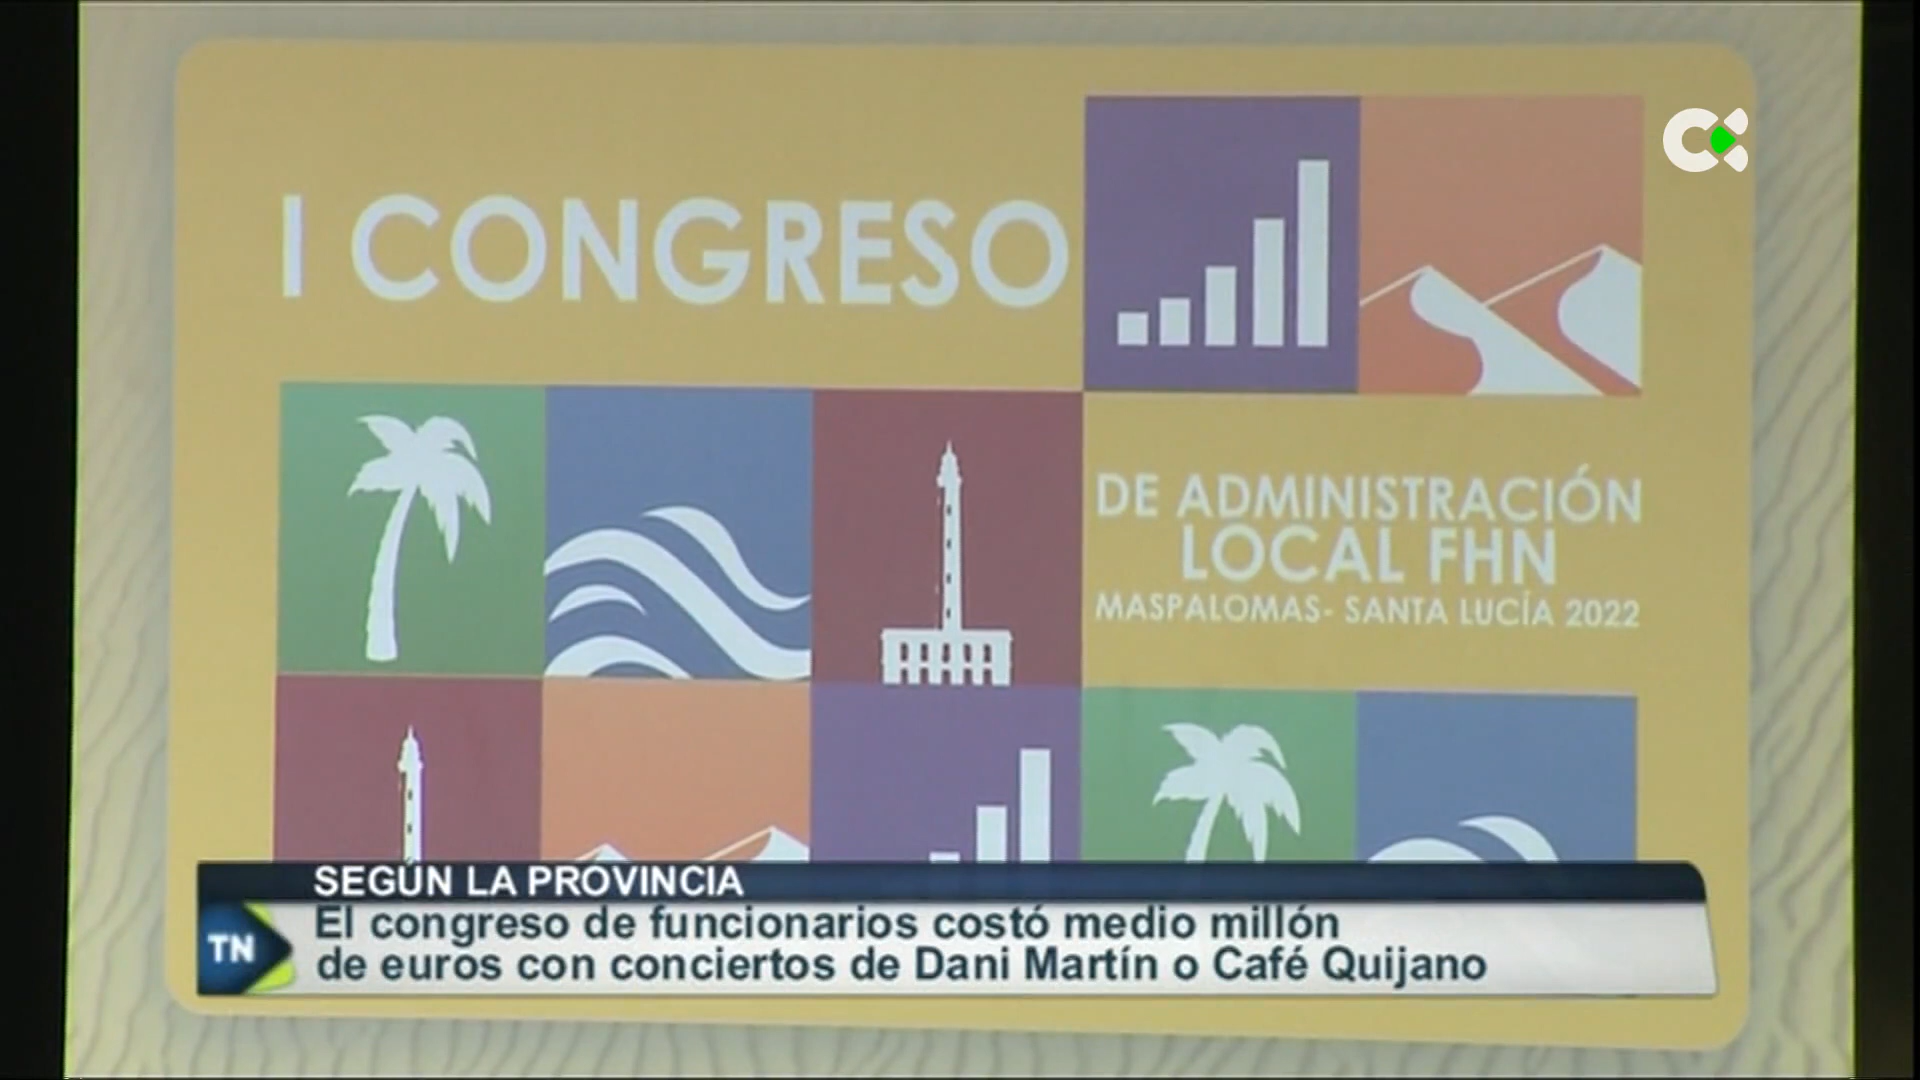 I CONGRESO
DE ADMINISTRACIÓN
LOCAL FHN
MASPALOMAS- SANTA LUCÍA 2022
SEGÚN LA PROVINCIA
TN
El congreso de funcionarios costó medio millón
de euros con conciertos de Dani Martín o Café Quijano